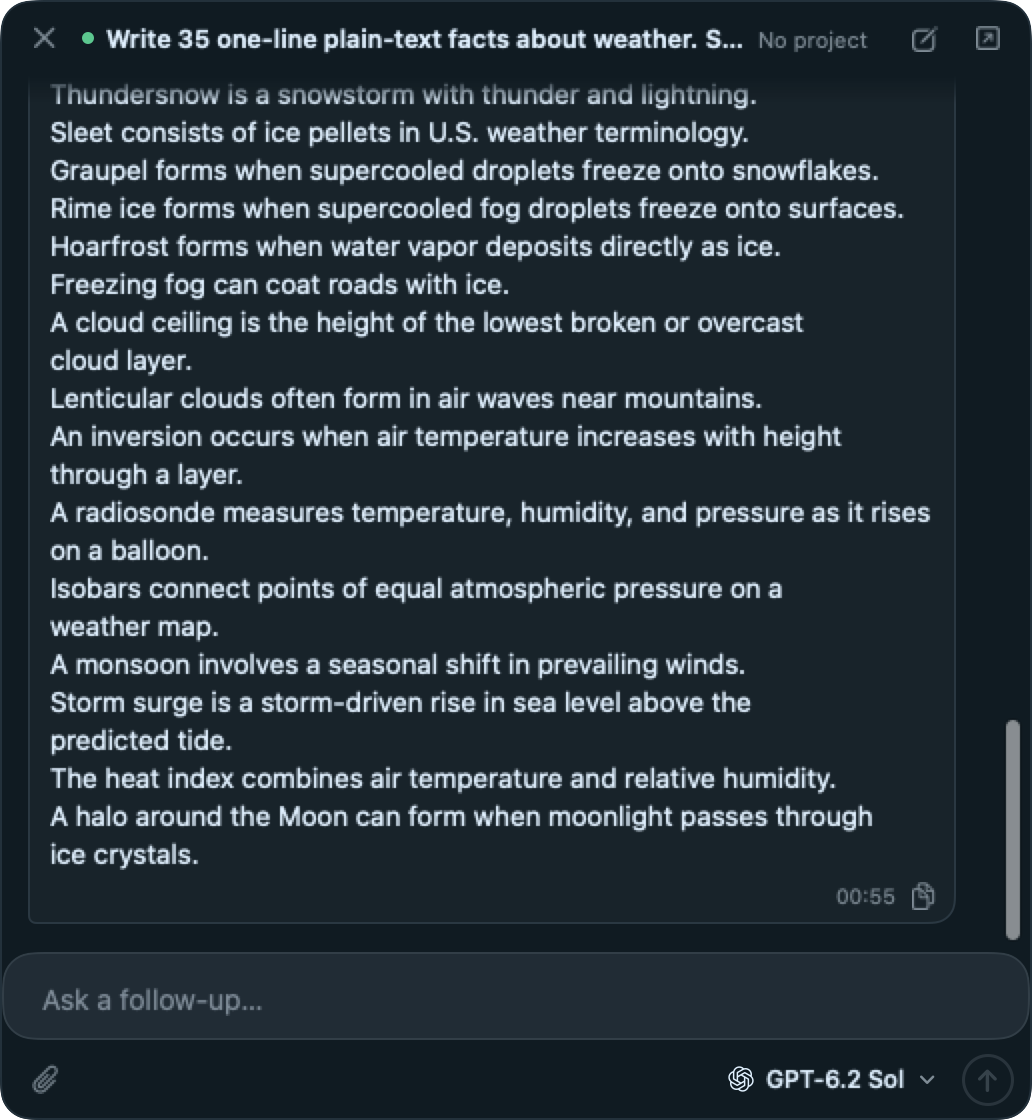 Write 35 one-line plain-text facts about weather. S... No project
Thundersnow is a snowstorm with thunder and lightning.
Sleet consists of ice pellets in U.S. weather terminology.
Graupel forms when supercooled droplets freeze onto snowflakes.
Rime ice forms when supercooled fog droplets freeze onto surfaces.
Hoarfrost forms when water vapor deposits directly as ice.
Freezing fog can coat roads with ice.
A cloud ceiling is the height of the lowest broken or overcast
cloud layer.
Lenticular clouds often form in air waves near mountains.
An inversion occurs when air temperature increases with height
through a layer.
A radiosonde measures temperature, humidity, and pressure as it rises
on a balloon.
Isobars connect points of equal atmospheric pressure on a
weather map.
A monsoon involves a seasonal shift in prevailing winds.
Storm surge is a storm-driven rise in sea level above the
predicted tide.
The heat index combines air temperature and relative humidity.
A halo around the Moon can form when moonlight passes through
ice crystals.
00:55
Ask a follow-up...
GPT-6.2 Sol